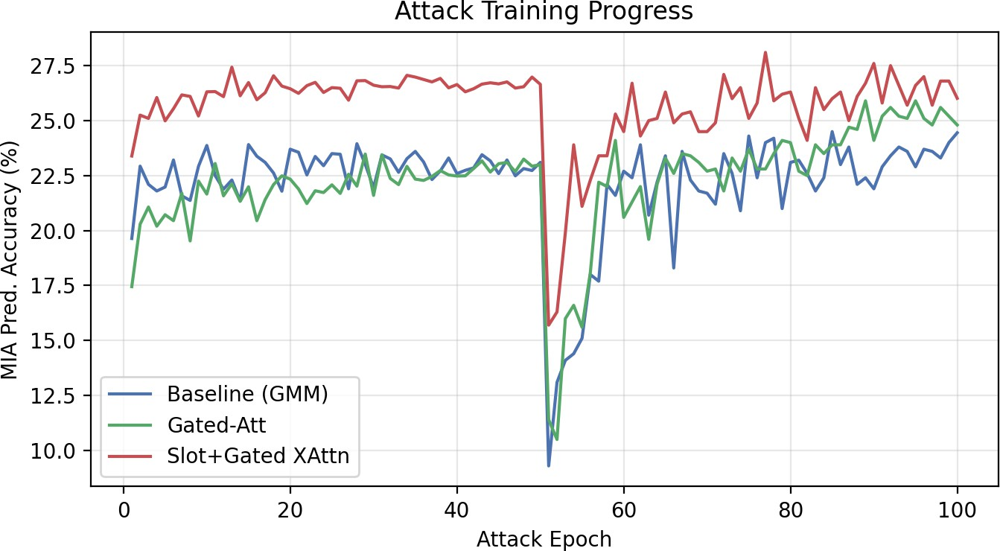 Attack Training Progress
MIA Pred. Accuracy (%)
27.5
25.0
22.5
20.0
17.5
15.0
12.5
10.0
Baseline (GMM)
Gated-Att
Slot+Gated XAttn
0 20 40 60 80 100
Attack Epoch